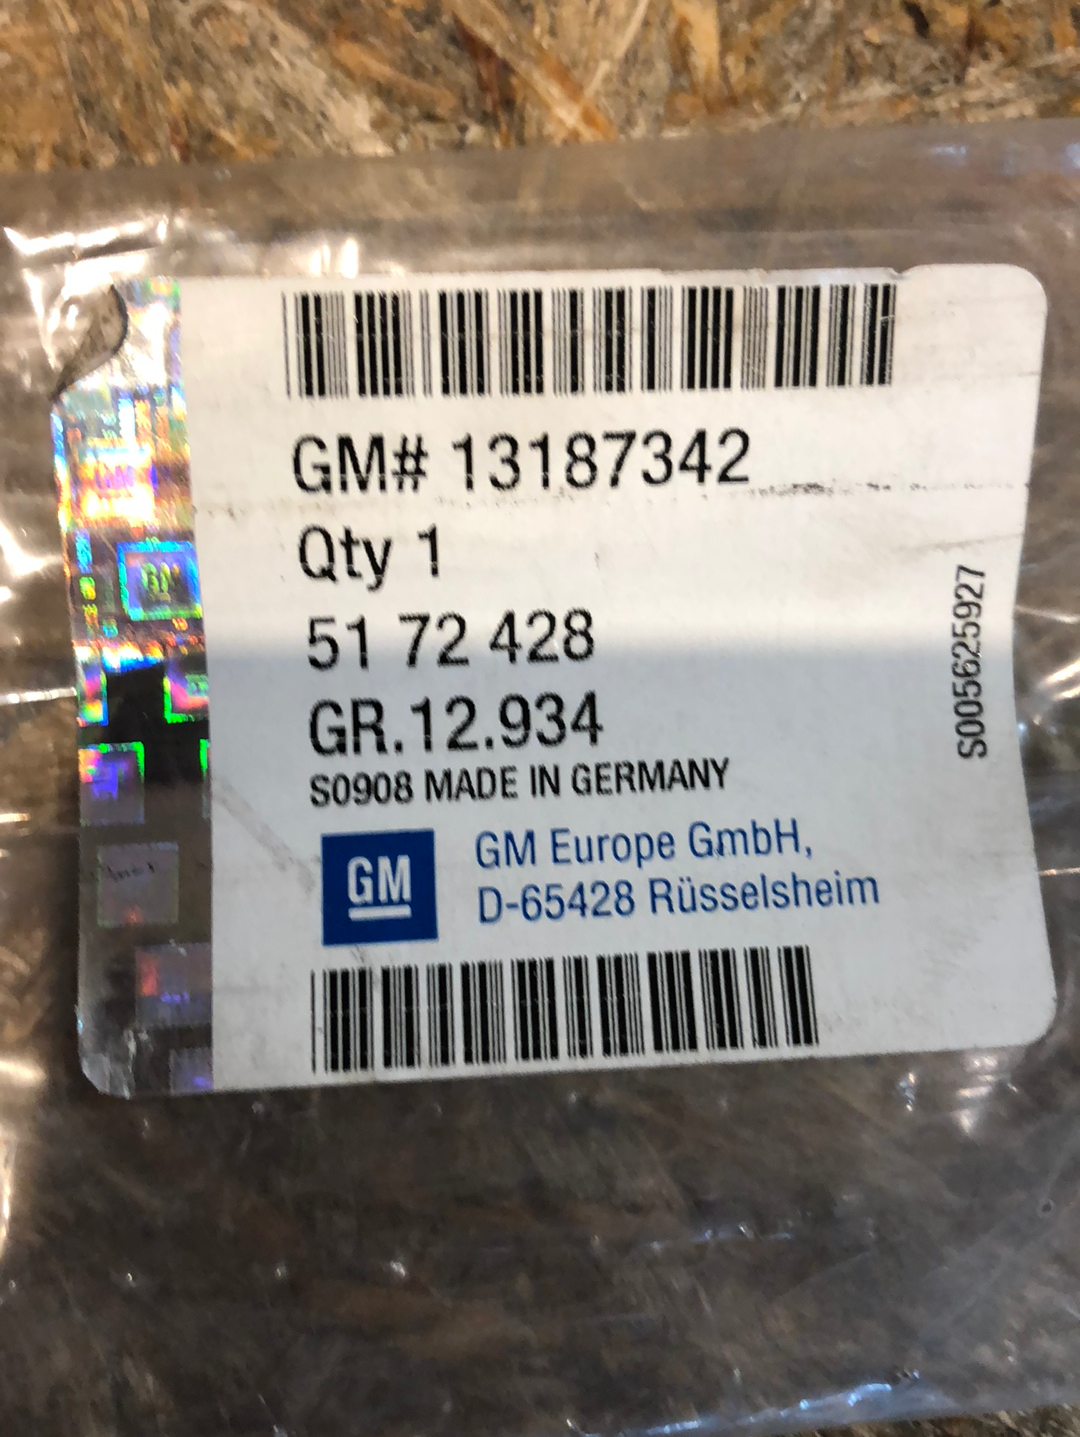 GM# 13187342
Qty 1
51 72 428
GR.12.934
S0908 MADE IN GERMANY
GM
GM Europe GmbH,
D-65428 Rüsselsheim
S005625927
GM